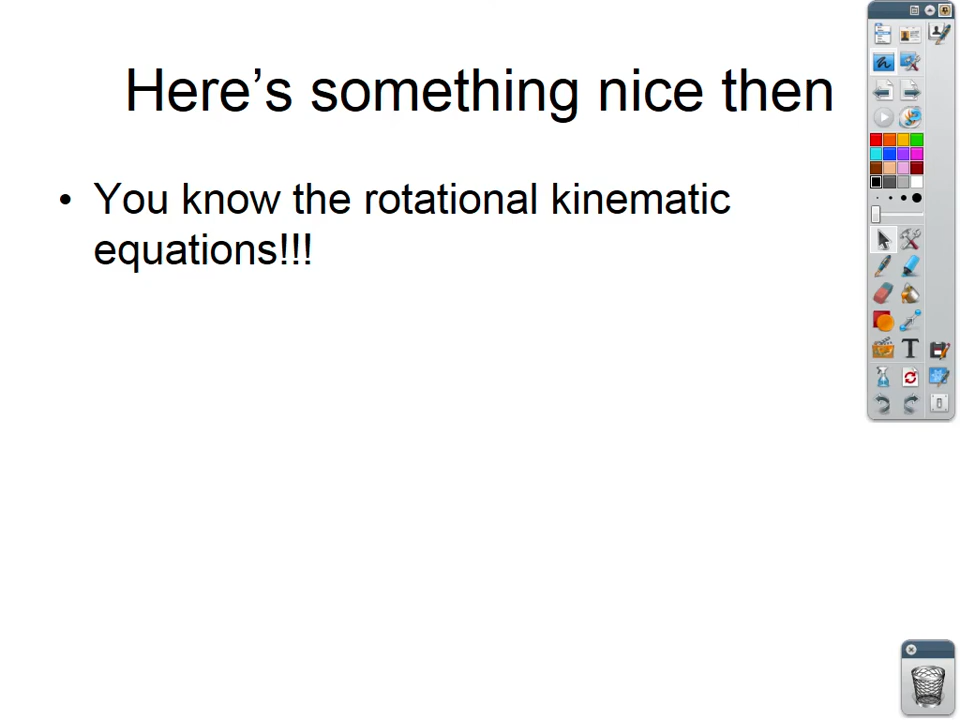 Here’s something nice then
• You know the rotational kinematic
equations!!!